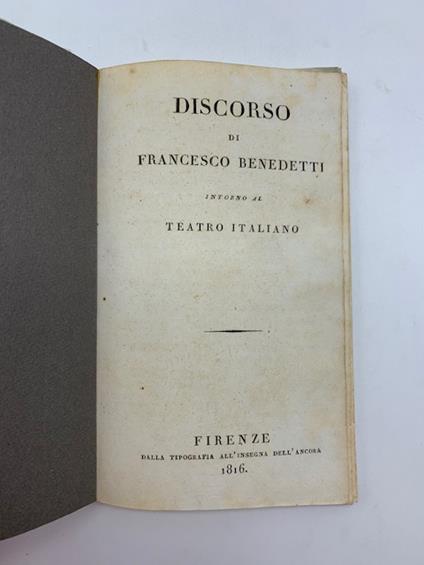 DISCORSO
DI
FRANCESCO BENEDETTI
INTORNO AL
TEATRO ITALIANO
FIRENZE
DALLA TIPOGRAFIA ALL'INSEGNA DELL'ANCORA
1816.